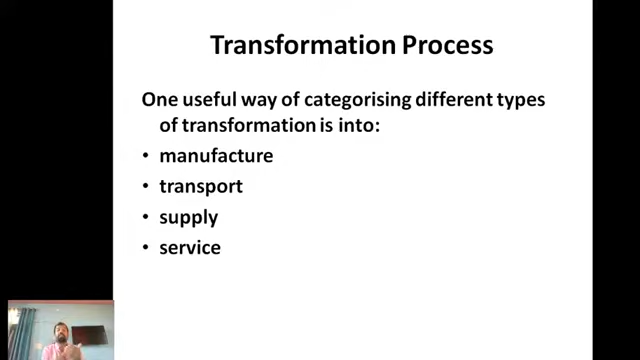 Transformation Process
One useful way of categorising different types
of transformation is into:
• manufacture
• transport
• supply
• service